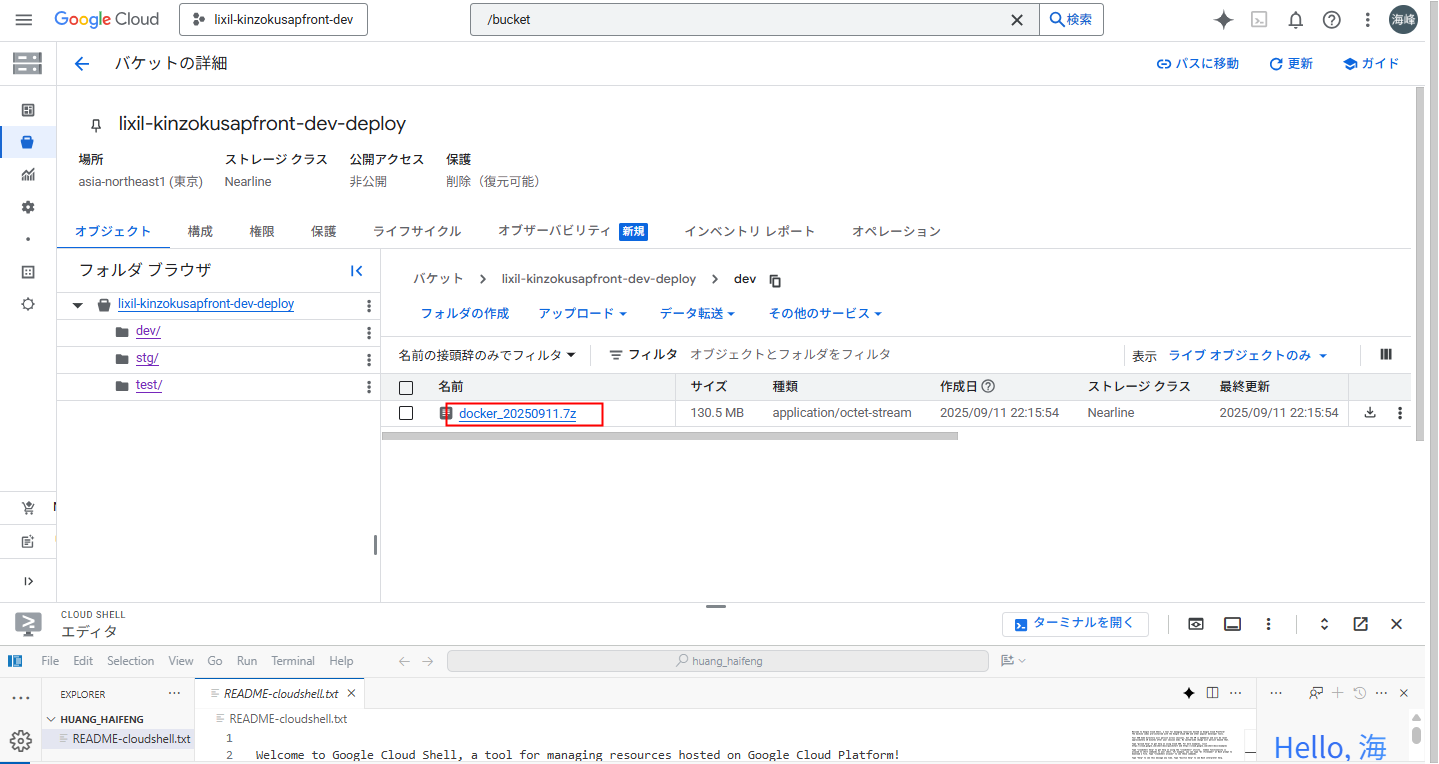 Google Cloud
lixil-kinzokusapfront-dev
/bucket
検索
海峰
バケットの詳細
パスに移動
更新
ガイド
lixil-kinzokusapfront-dev-deploy
場所 ストレージ クラス 公開アクセス 保護
asia-northeast1 (東京) Nearline 非公開 削除（復元可能）
オブジェクト 構成 権限 保護 ライフサイクル オブザーバビリティ 新規 インベントリ レポート オペレーション
フォルダ ブラウザ
lixil-kinzokusapfront-dev-deploy
dev/
stg/
test/
バケット lixil-kinzokusapfront-dev-deploy dev
フォルダの作成 アップロード データ転送 その他のサービス
名前の接頭辞のみでフィルタ フィルタ オブジェクトとフォルダをフィルタ 表示 ライブ オブジェクトのみ
名前 サイズ 種類 作成日 ストレージ クラス 最終更新
docker_20250911.7z 130.5 MB application/octet-stream 2025/09/11 22:15:54 Nearline 2025/09/11 22:15:54
CLOUD SHELL
エディタ
ターミナルを開く
File Edit Selection View Go Run Terminal Help
huang_haifeng
EXPLORER
README-cloudshell.txt
HUANG_HAIFENG
README-cloudshell.txt
README-cloudshell.txt
1
2 Welcome to Google Cloud Shell, a tool for managing resources hosted on Google Cloud Platform!
Hello, 海